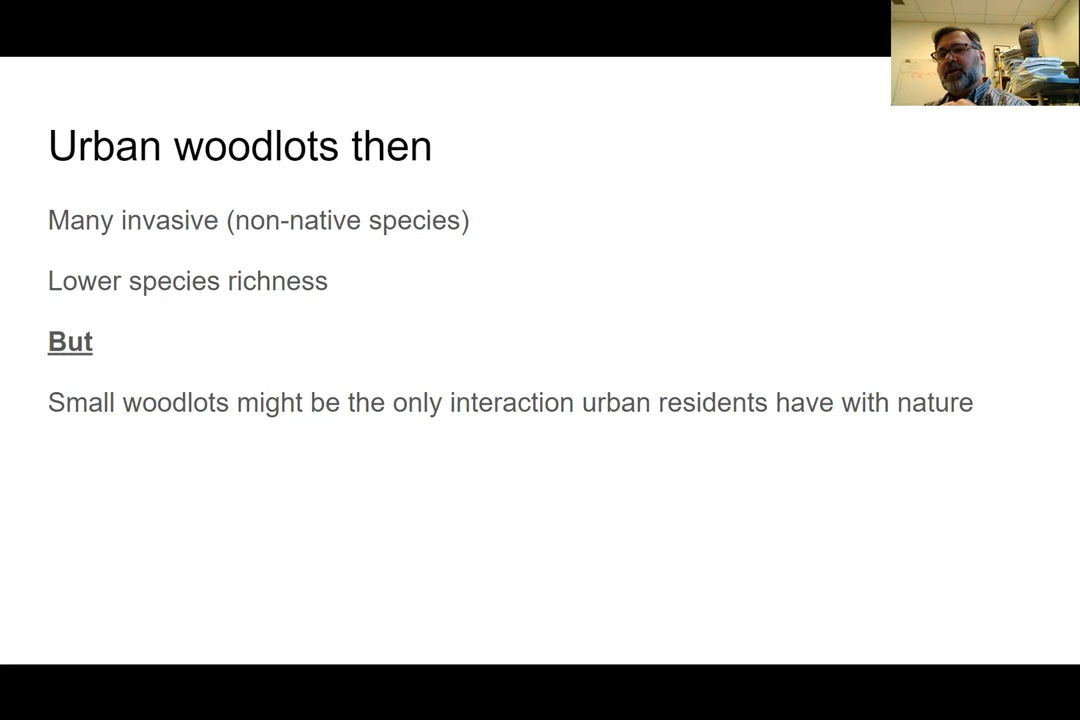 Urban woodlots then
Many invasive (non-native species)
Lower species richness
But
Small woodlots might be the only interaction urban residents have with nature